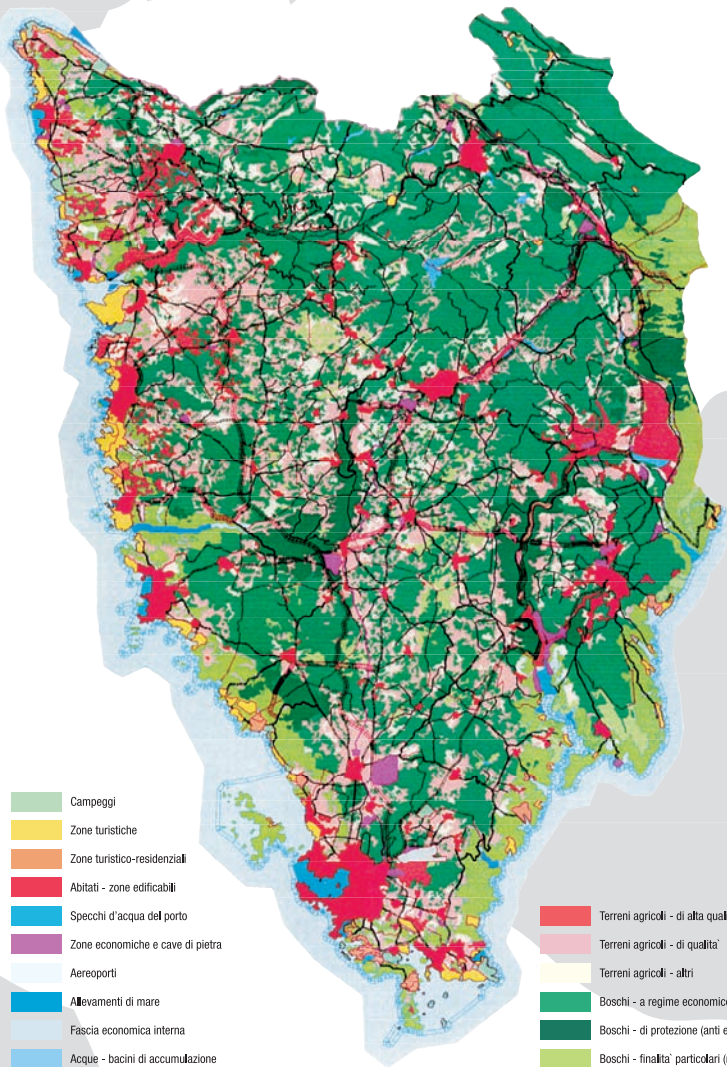 Campeggi
Zone turistiche
Zone turistico-residenziali
Abitati - zone edificabili
Specchi d'acqua del porto
Zone economiche e cave di pietra
Aereoporti
Allevamenti di mare
Fascia economica interna
Acque - bacini di accumulazione
Terreni agricoli - di alta quali
Terreni agricoli - di qualita`
Terreni agricoli - altri
Boschi - a regime economic
Boschi - di protezione (anti e
Boschi - finalita` particolari (